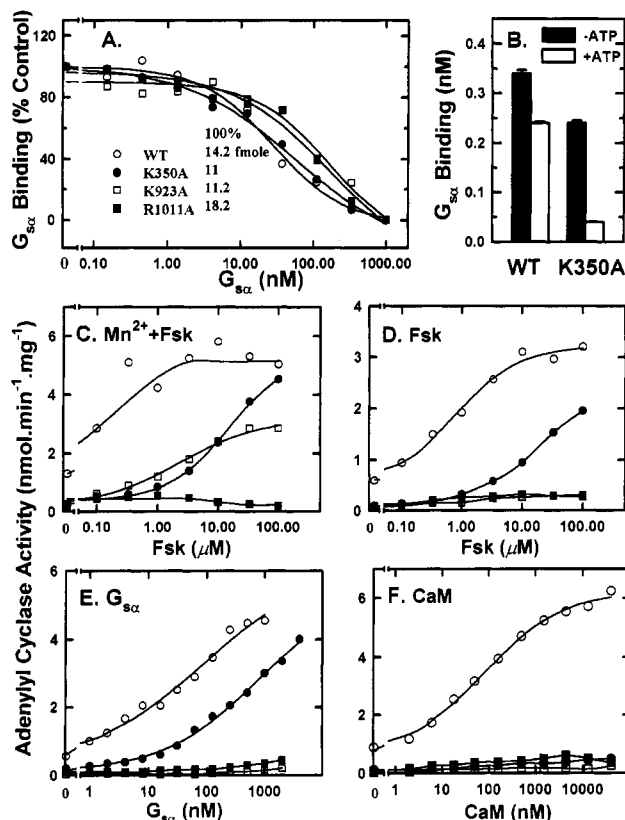 A.
Gsα Binding (% Control)
120
80
40
0
100%
○ WT 14.2 fmole
● K350A 11
□ K923A 11.2
■ R1011A 18.2
0 0.10 1.00 10.00 100.00 1000.00
Gsα (nM)
B.
■ -ATP
□ +ATP
Gsα Binding (nM)
0.4
0.3
0.2
0.1
0.0
WT K350A
Adenylyl Cyclase Activity (nmol.min-1.mg-1)
C. Mn2++Fsk
6
4
2
0
0 0.10 1.00 10.00 100.00
Fsk (µM)
D. Fsk
4
3
2
1
0
0 0.10 1.00 10.00 100.00
Fsk (µM)
E. Gsα
6
4
2
0
0 1 10 100 1000
Gsα (nM)
F. CaM
6
4
2
0
0 1 10 100 1000 10000
CaM (nM)